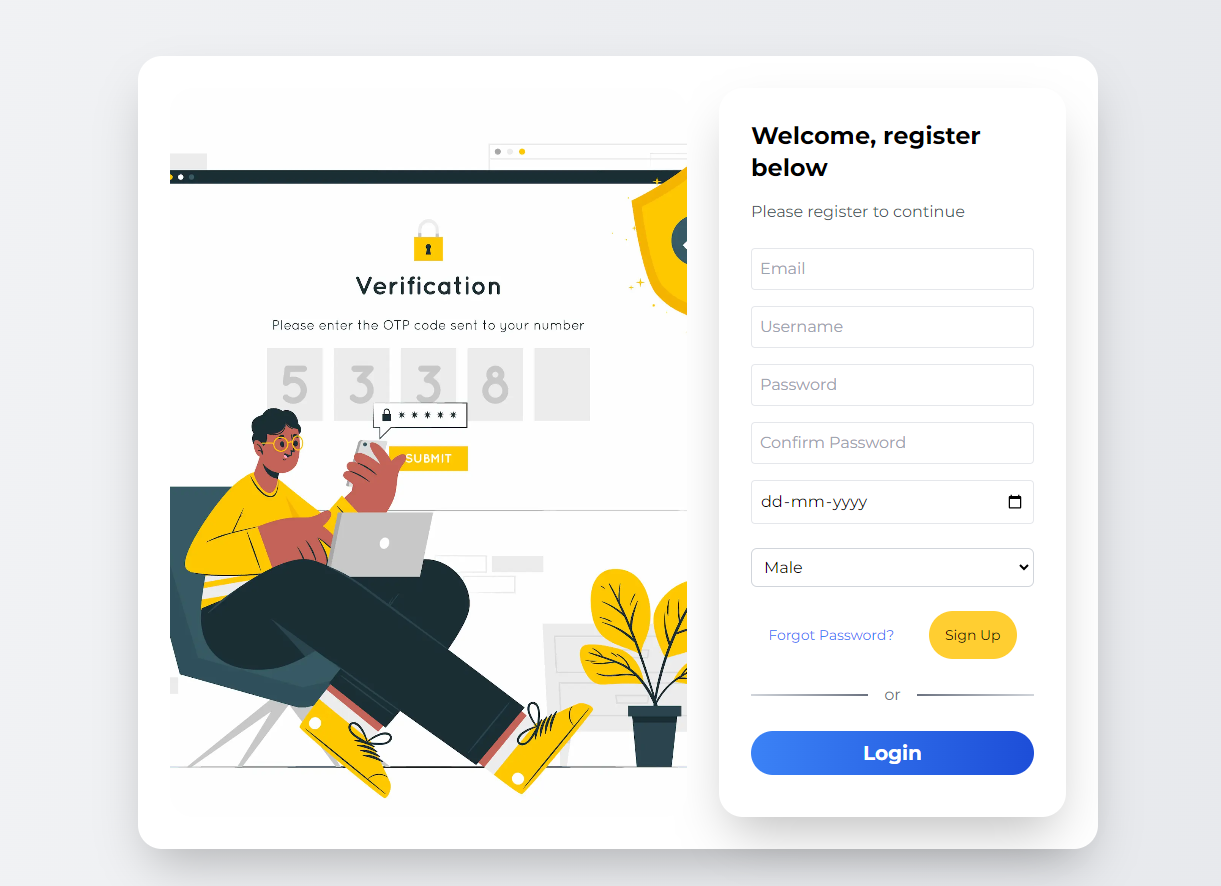 Verification
Please enter the OTP code sent to your number
5 3 3 8
* * * * *
SUBMIT
Welcome, register
below
Please register to continue
Email
Username
Password
Confirm Password
dd-mm-yyyy
Male
Forgot Password?
Sign Up
or
Login